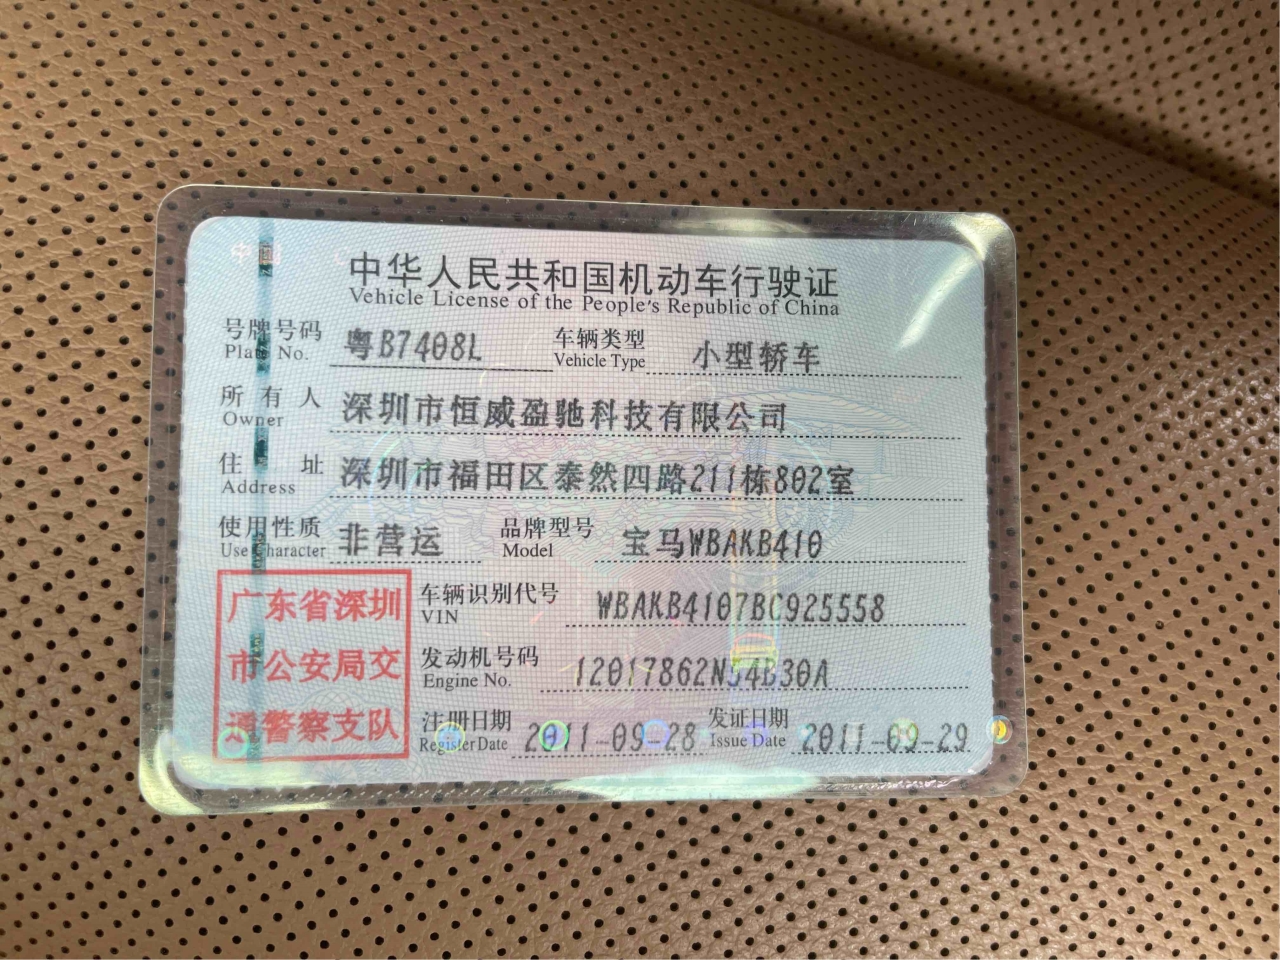 中华人民共和国机动车行驶证
Vehicle License of the People's Republic of China
号牌号码 粤B7408L 车辆类型 小型轿车
Plate No. Vehicle Type
所有人 深圳市恒威盈驰科技有限公司
Owner
住址 深圳市福田区泰然四路211栋802室
Address
使用性质 非营运 品牌型号 宝马WBAKB410
Use Character Model
车辆识别代号 WBAKB4107BC925558
VIN
发动机号码 12017862N54B30A
Engine No.
注册日期 2011-09-28 发证日期 2011-09-29
Register Date Issue Date
广东省深圳
市公安局交
通警察支队